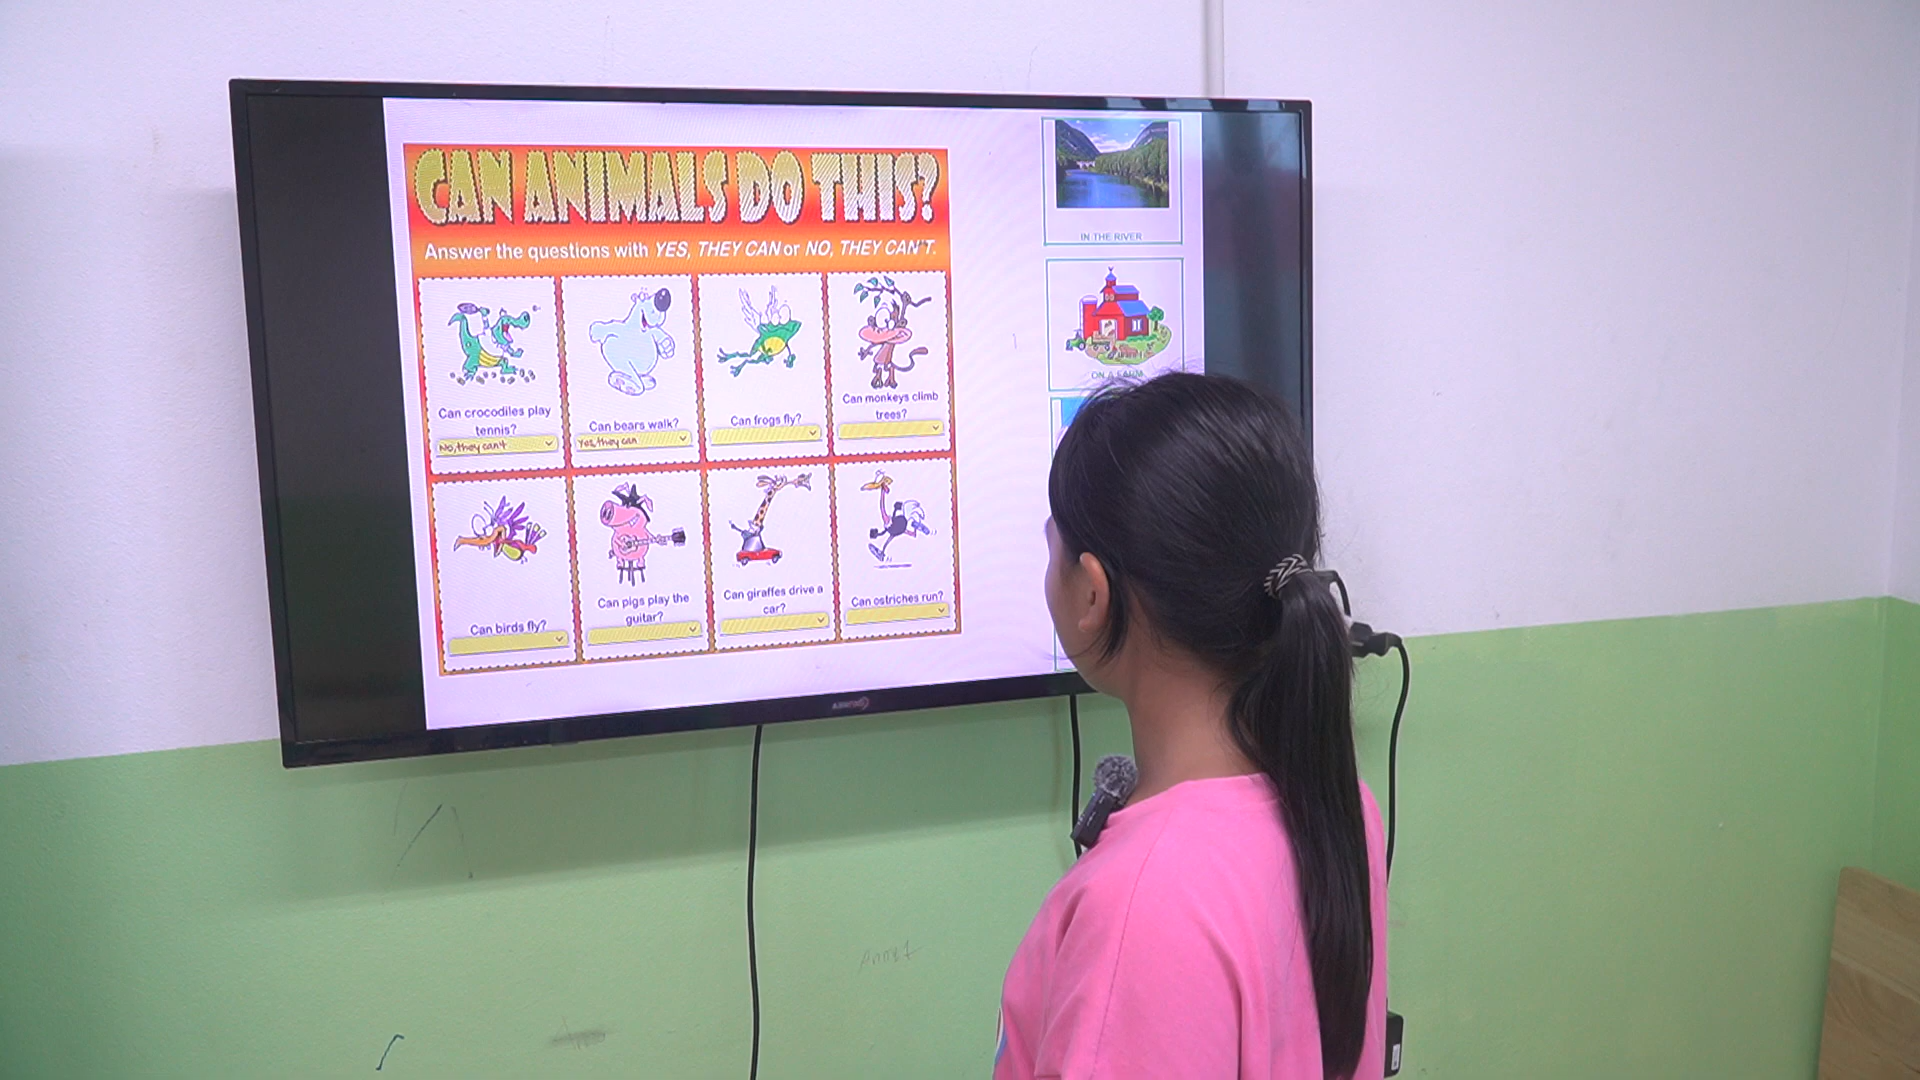 CAN ANIMALS DO THIS?
Answer the questions with YES, THEY CAN or NO, THEY CAN'T.
Can crocodiles play
tennis?
No, they can't
Can bears walk?
Yes, they can
Can frogs fly?
Can monkeys climb
trees?
Can birds fly?
Can pigs play the
guitar?
Can giraffes drive a
car?
Can ostriches run?
IN THE RIVER
ON A FARM